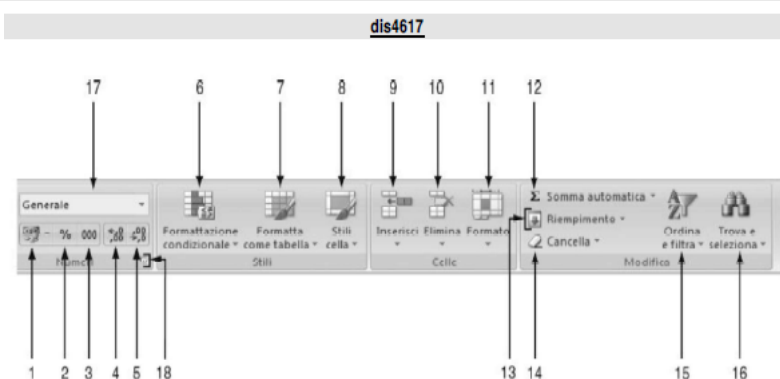 dis4617
17 6 7 8 9 10 11 12
Generale
% 000
Formattazione condizionale
Formatta come tabella
Stili cella
Inserisci
Elimina
Formato
Σ Somma automatica
Riempimento
Cancella
Ordina e filtra
Trova e seleziona
Numeri
Stili
Celle
Modifica
1 2 3 4 5 18 13 14 15 16